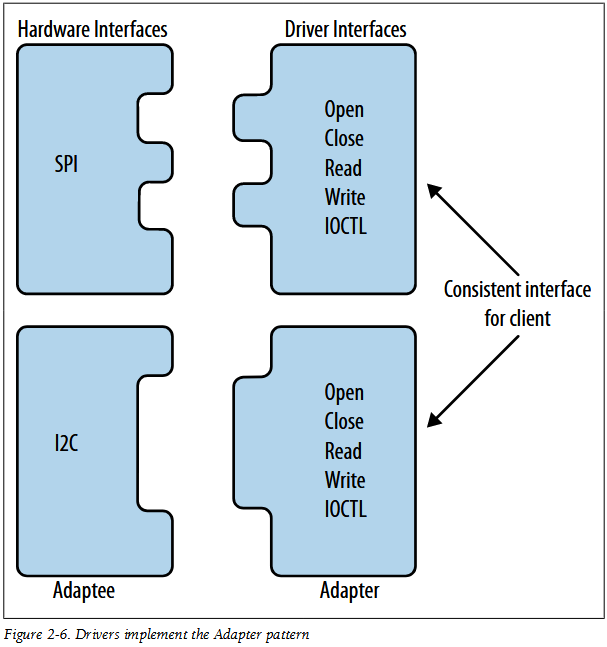 Hardware Interfaces
Driver Interfaces
SPI
Open
Close
Read
Write
IOCTL
Consistent interface
for client
I2C
Open
Close
Read
Write
IOCTL
Adaptee
Adapter
Figure 2-6. Drivers implement the Adapter pattern